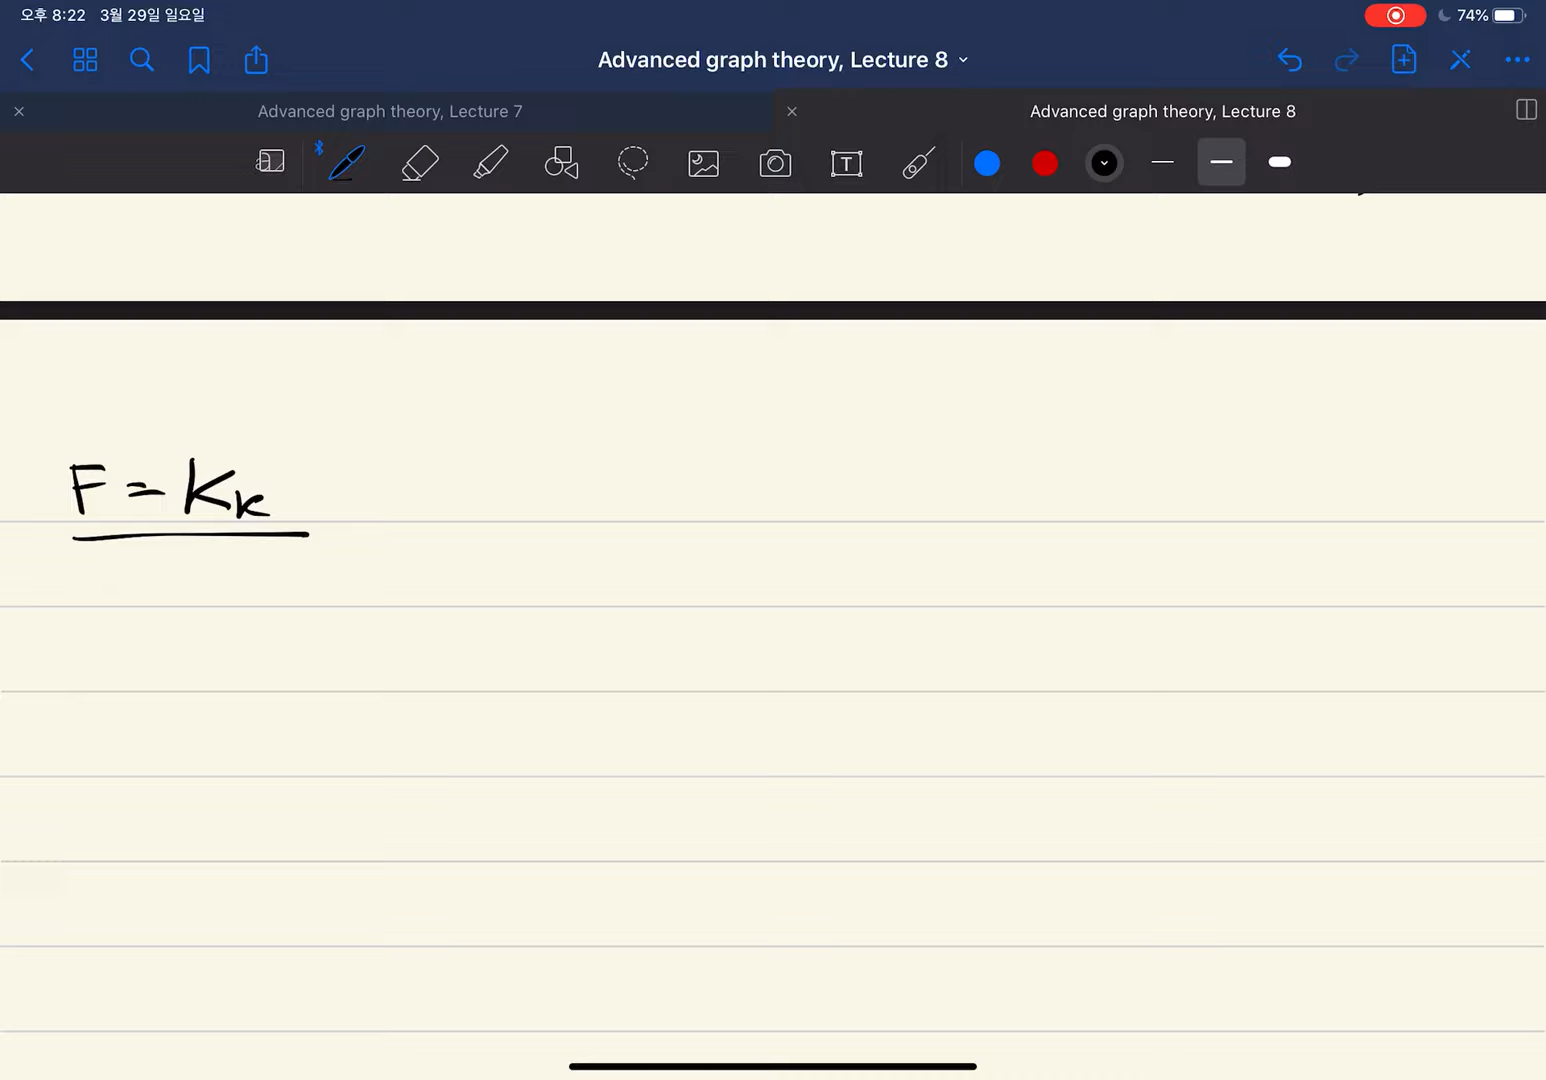 오후 8:22 3월 29일 일요일 74%
Advanced graph theory, Lecture 8
Advanced graph theory, Lecture 7
Advanced graph theory, Lecture 8
F = K_k